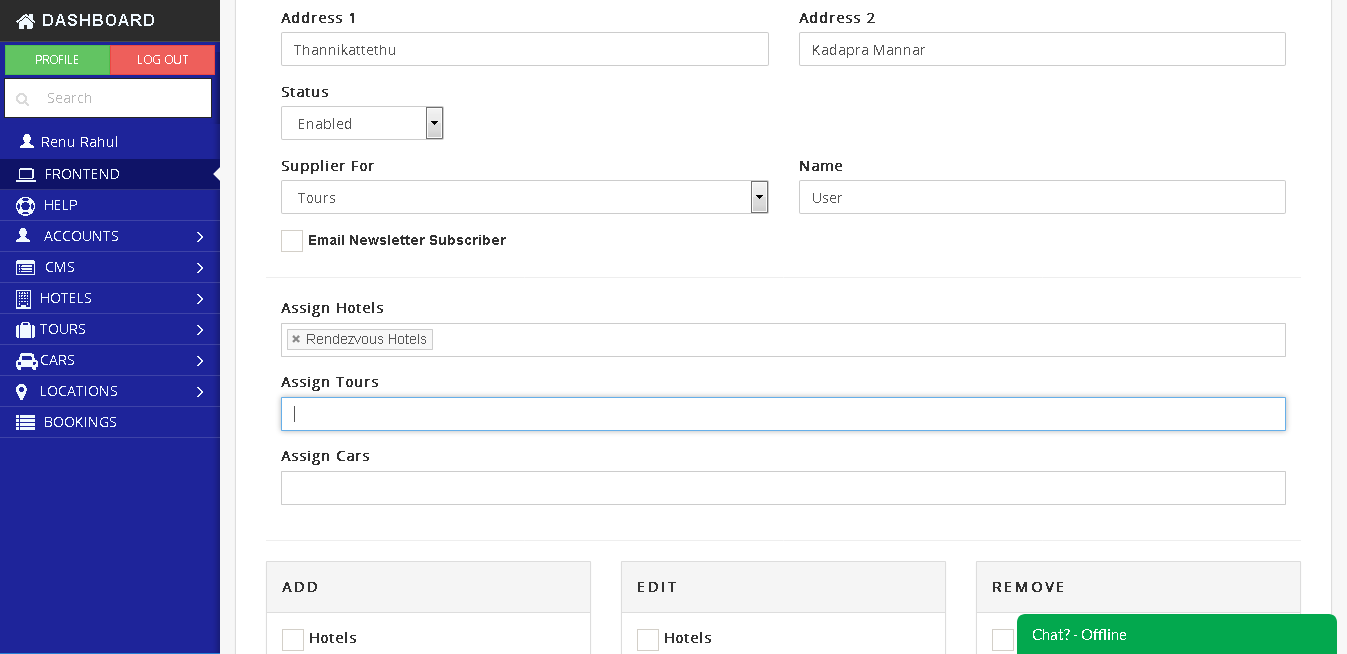 DASHBOARD
PROFILE
LOG OUT
Search
Renu Rahul
FRONTEND
HELP
ACCOUNTS
CMS
HOTELS
TOURS
CARS
LOCATIONS
BOOKINGS
Address 1
Address 2
Thannikattethu
Kadapra Mannar
Status
Enabled
Supplier For
Name
Tours
User
Email Newsletter Subscriber
Assign Hotels
Rendezvous Hotels
Assign Tours
Assign Cars
ADD
EDIT
REMOVE
Hotels
Hotels
Chat? - Offline